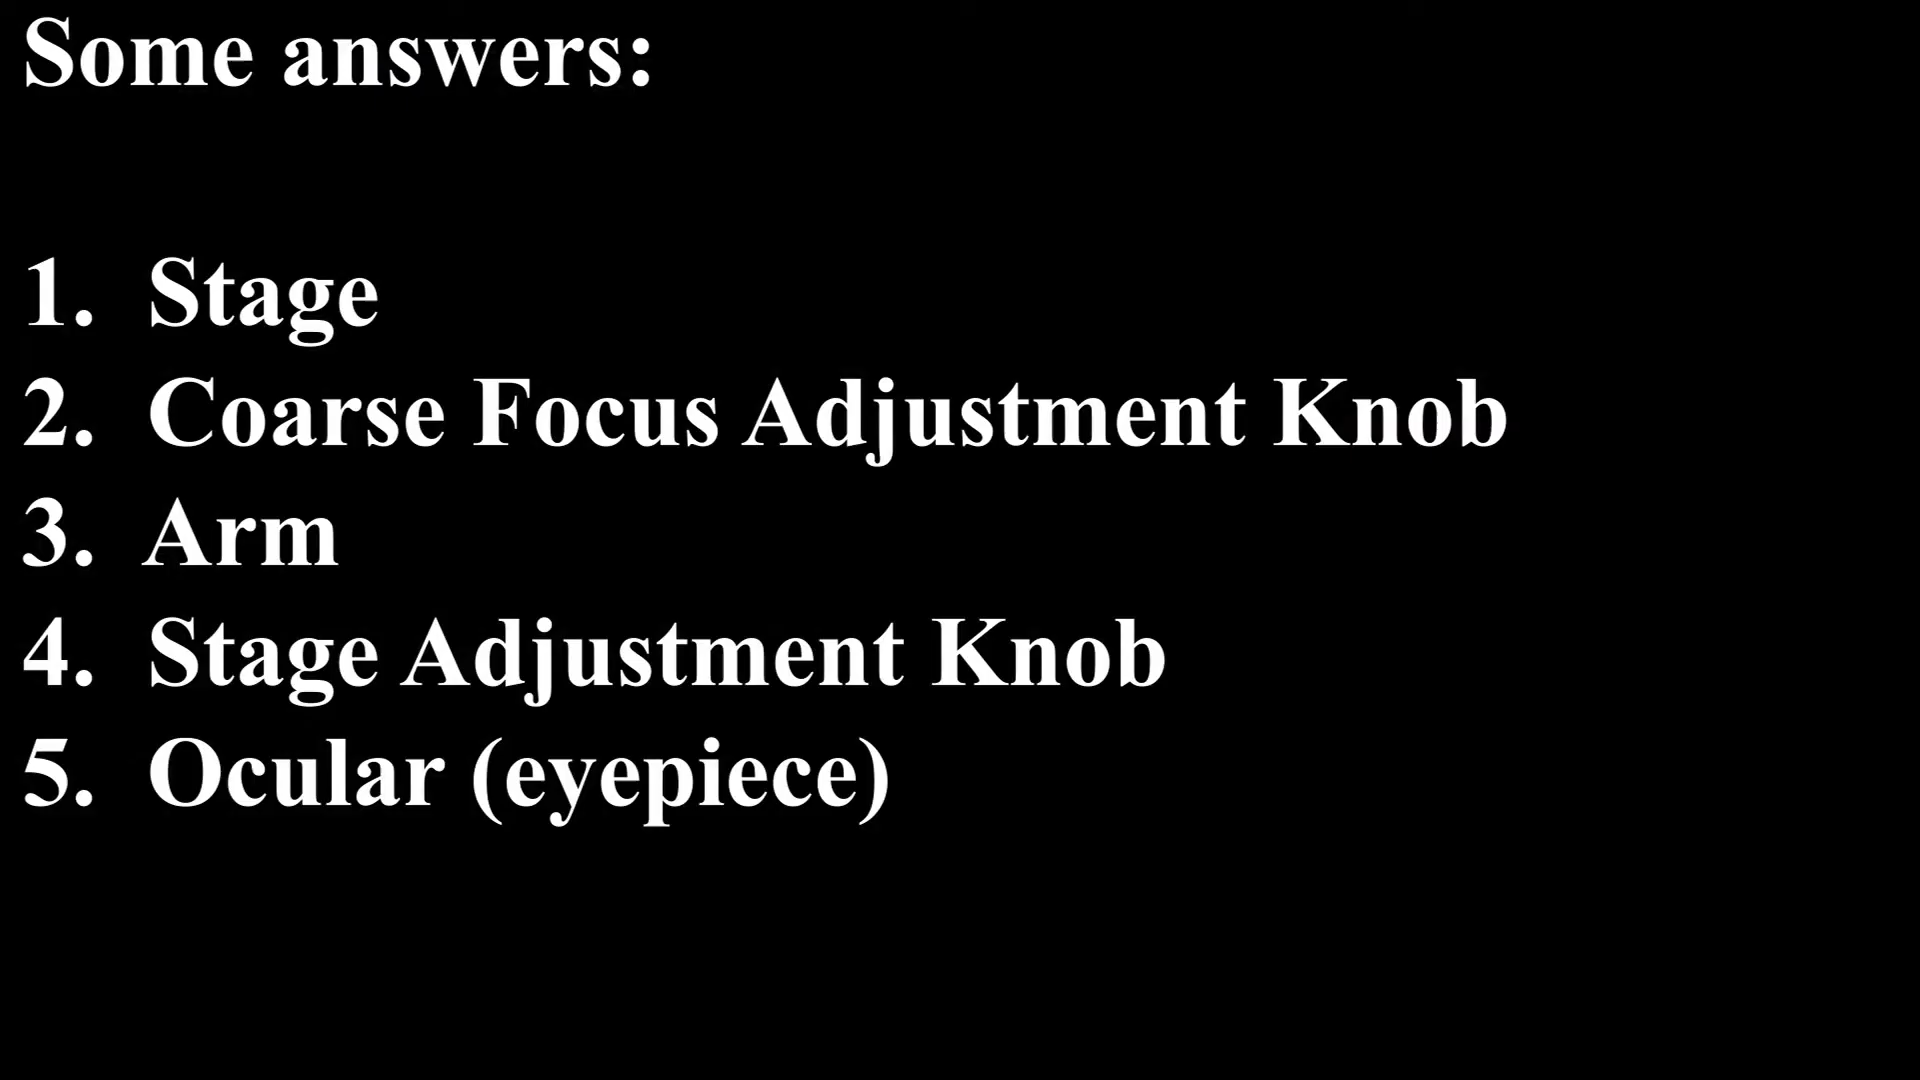 Some answers:
1. Stage
2. Coarse Focus Adjustment Knob
3. Arm
4. Stage Adjustment Knob
5. Ocular (eyepiece)